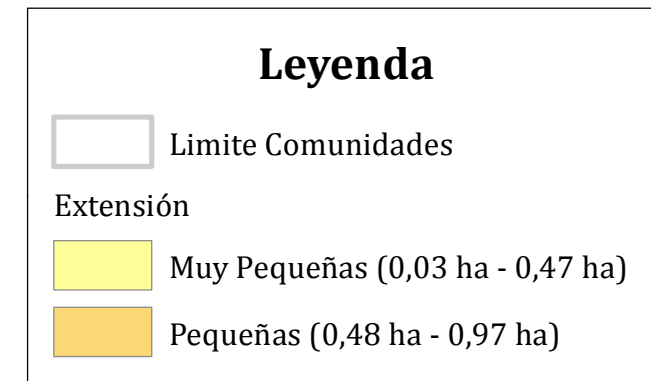 Leyenda
Limite Comunidades
Extensión
Muy Pequeñas (0,03 ha - 0,47 ha)
Pequeñas (0,48 ha - 0,97 ha)